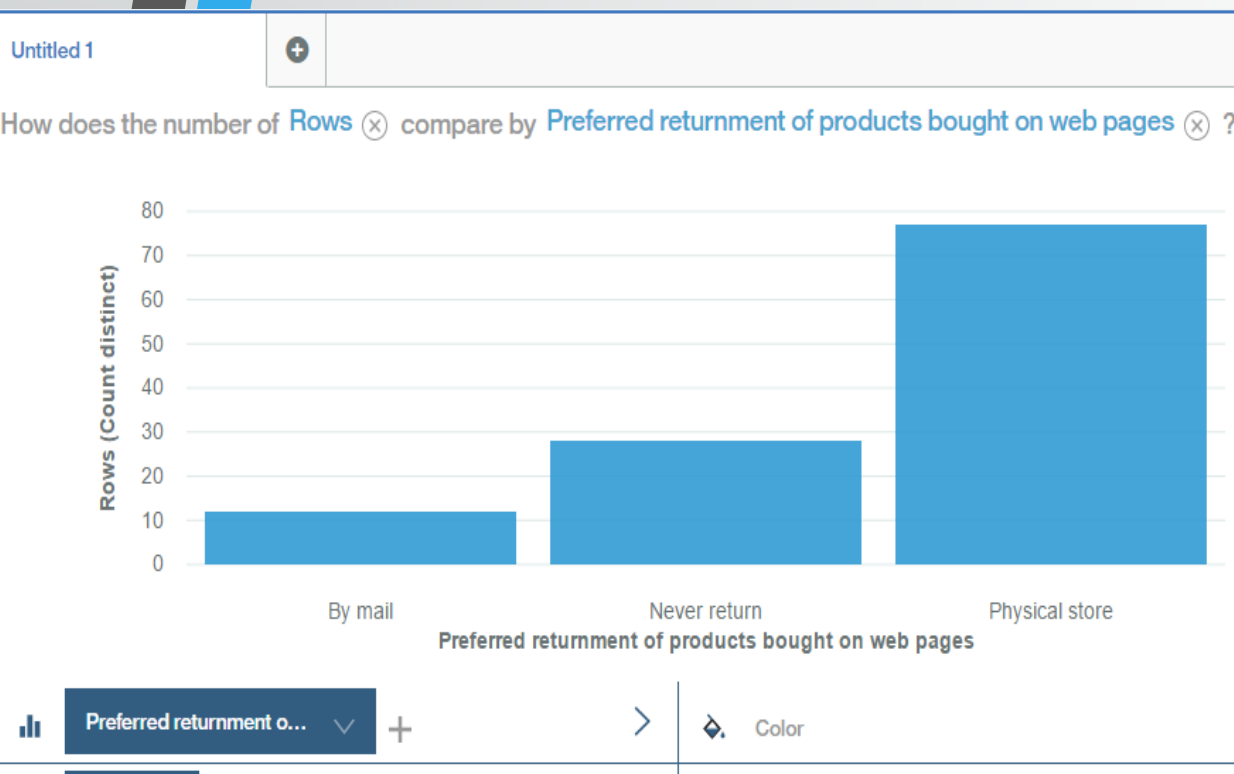 Untitled 1
How does the number of Rows compare by Preferred returnment of products bought on web pages ?
80
70
60
50
40
30
20
10
0
Rows (Count distinct)
By mail Never return Physical store
Preferred returnment of products bought on web pages
Preferred returnment o... Color